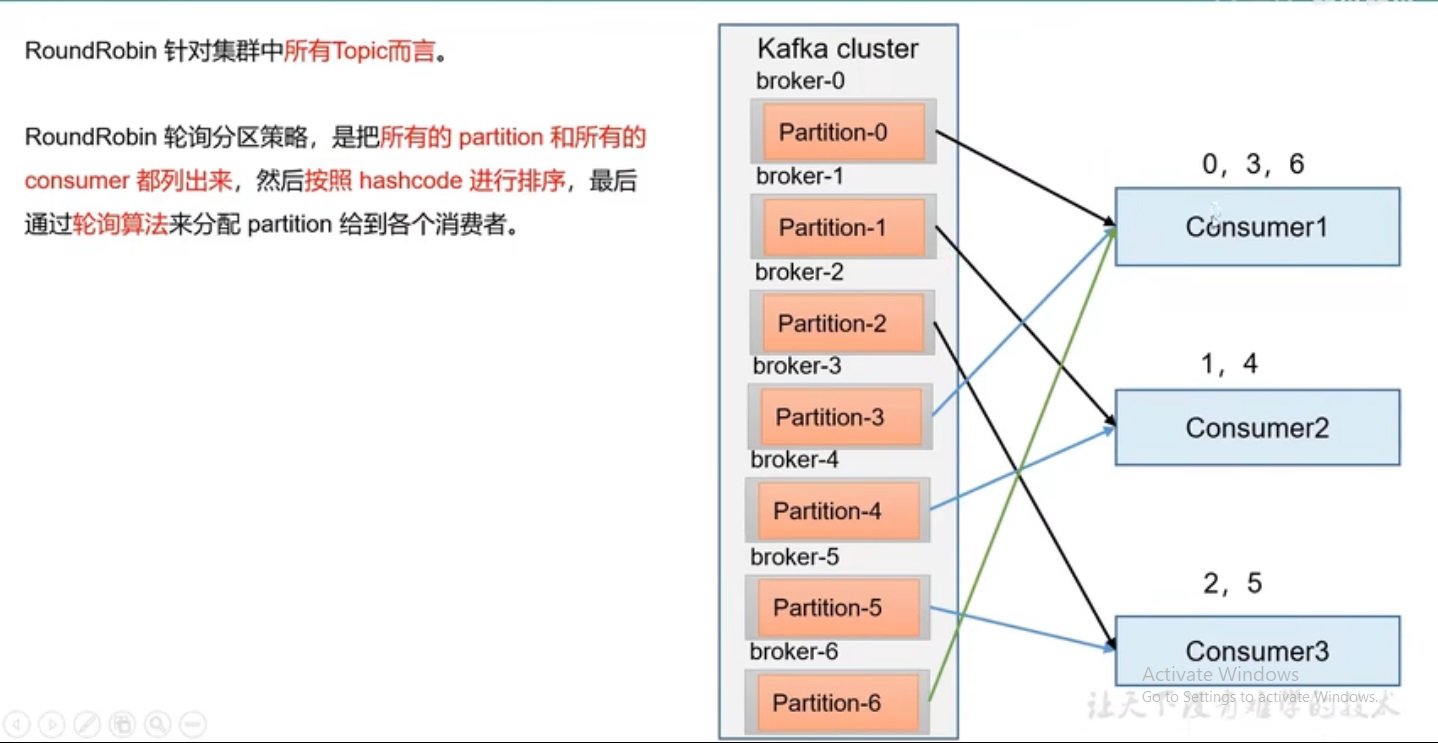 RoundRobin 针对集群中所有Topic而言。
RoundRobin 轮询分区策略，是把所有的 partition 和所有的
consumer 都列出来，然后按照 hashcode 进行排序，最后
通过轮询算法来分配 partition 给到各个消费者。
Kafka cluster
broker-0
Partition-0
broker-1
Partition-1
broker-2
Partition-2
broker-3
Partition-3
broker-4
Partition-4
broker-5
Partition-5
broker-6
Partition-6
0，3，6
Consumer1
1，4
Consumer2
2，5
Consumer3
Activate Windows
Go to Settings to activate Windows.
让天下没有难学的技术